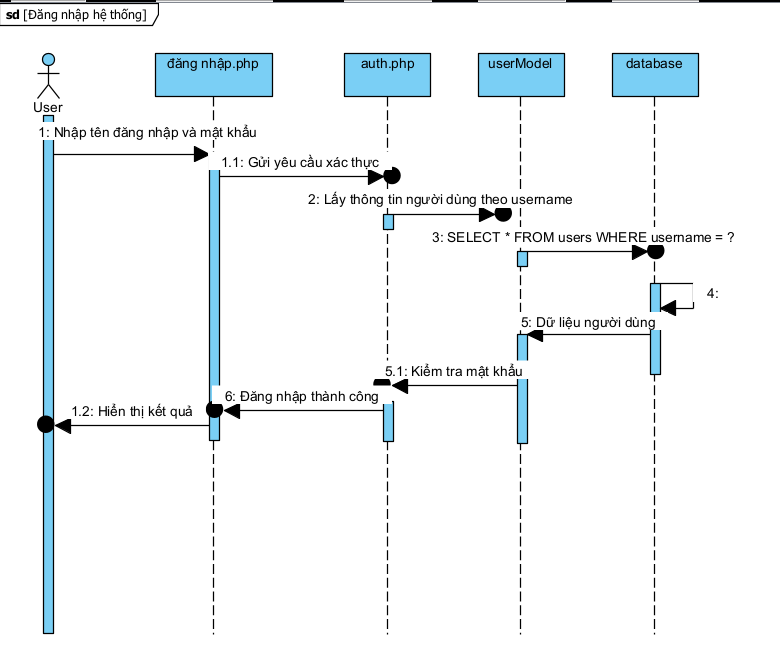 sd [Đăng nhập hệ thống]
User
đăng nhập.php
auth.php
userModel
database
1: Nhập tên đăng nhập và mật khẩu
1.1: Gửi yêu cầu xác thực
2: Lấy thông tin người dùng theo username
3: SELECT * FROM users WHERE username = ?
4:
5: Dữ liệu người dùng
5.1: Kiểm tra mật khẩu
6: Đăng nhập thành công
1.2: Hiển thị kết quả